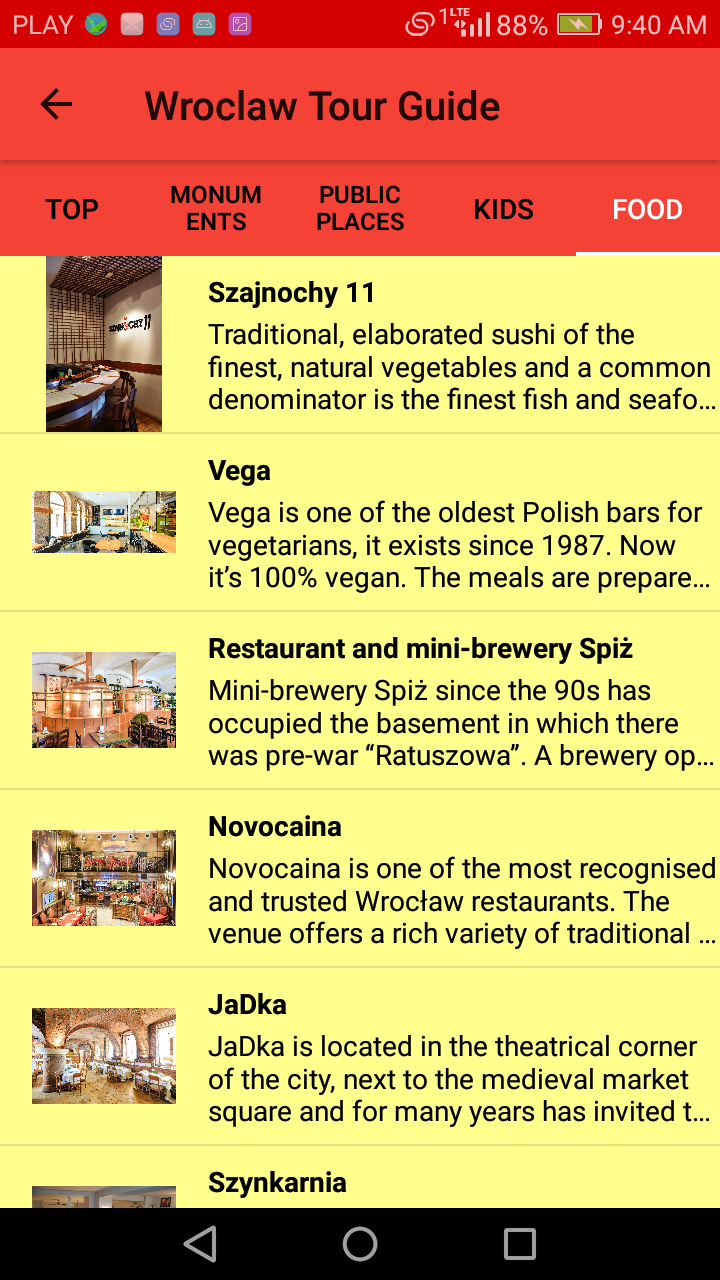 PLAY 1 LTE 88% 9:40 AM
Wroclaw Tour Guide
TOP
MONUM
ENTS
PUBLIC
PLACES
KIDS
FOOD
SZAJNOCHY 11
Szajnochy 11
Traditional, elaborated sushi of the
finest, natural vegetables and a common
denominator is the finest fish and seafo…
Vega
Vega is one of the oldest Polish bars for
vegetarians, it exists since 1987. Now
it’s 100% vegan. The meals are prepare…
Restaurant and mini-brewery Spiż
Mini-brewery Spiż since the 90s has
occupied the basement in which there
was pre-war “Ratuszowa”. A brewery op…
Novocaina
Novocaina is one of the most recognised
and trusted Wrocław restaurants. The
venue offers a rich variety of traditional …
JaDka
JaDka is located in the theatrical corner
of the city, next to the medieval market
square and for many years has invited t…
Szynkarnia